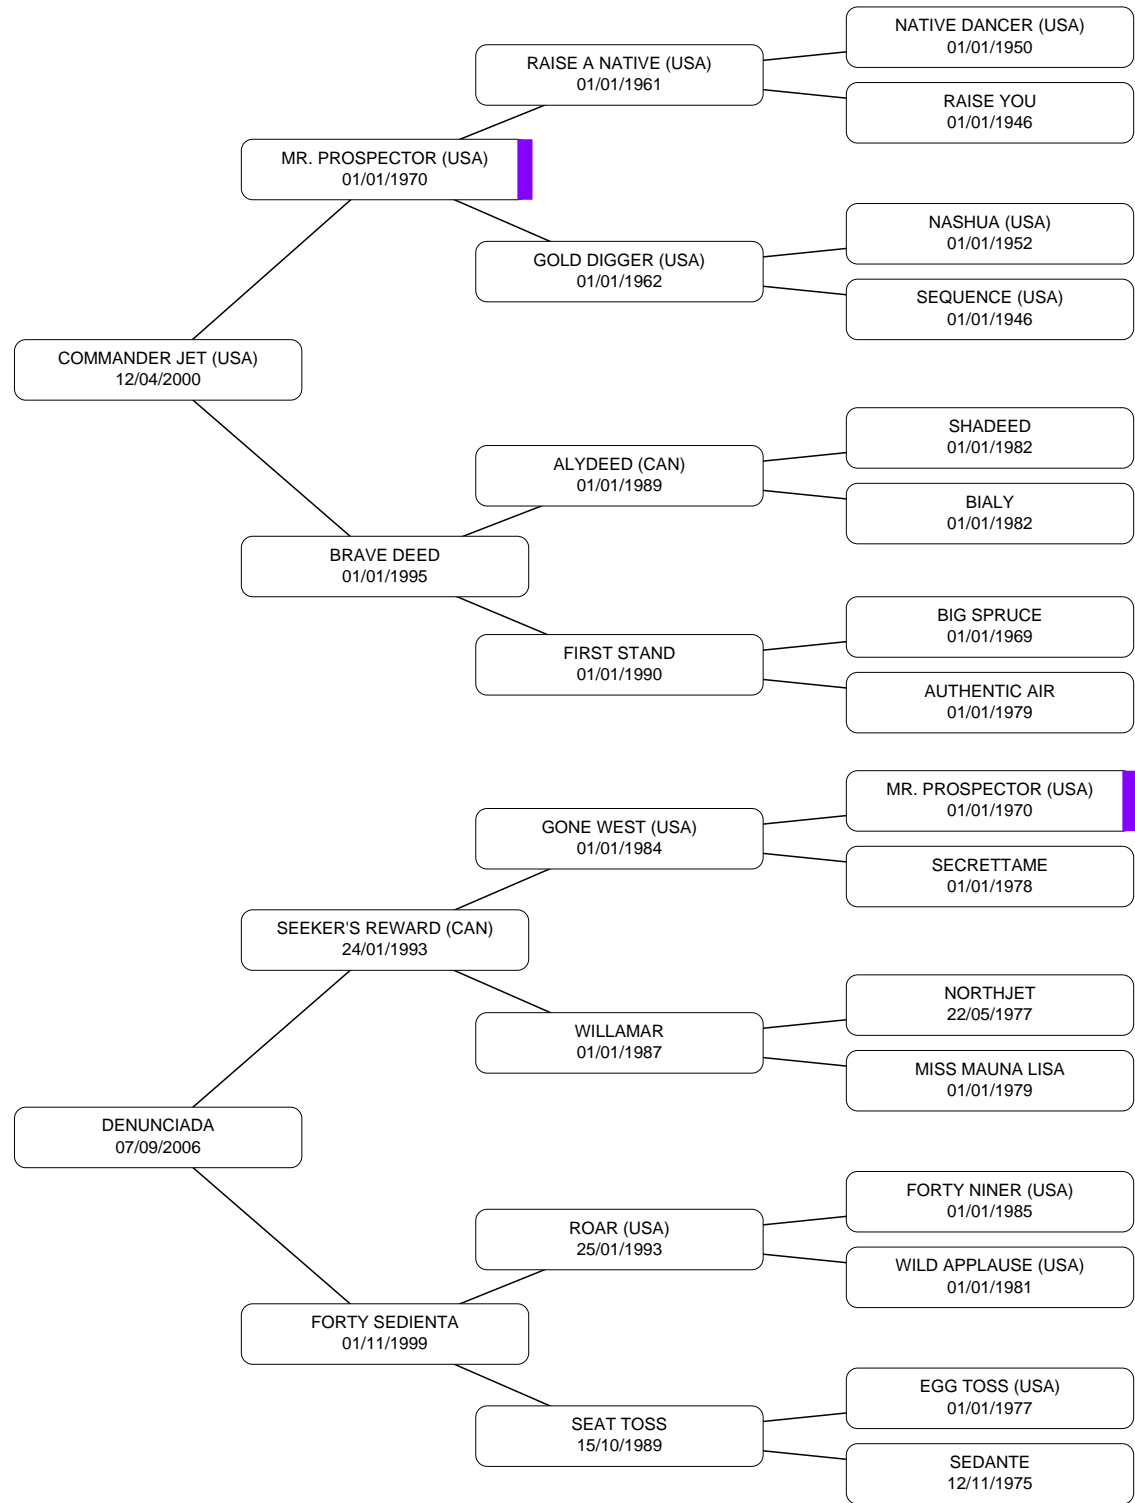 NATIVE DANCER (USA)
01/01/1950
RAISE A NATIVE (USA)
01/01/1961
RAISE YOU
01/01/1946
MR. PROSPECTOR (USA)
01/01/1970
NASHUA (USA)
01/01/1952
GOLD DIGGER (USA)
01/01/1962
SEQUENCE (USA)
01/01/1946
COMMANDER JET (USA)
12/04/2000
SHADEED
01/01/1982
ALYDEED (CAN)
01/01/1989
BIALY
01/01/1982
BRAVE DEED
01/01/1995
BIG SPRUCE
01/01/1969
FIRST STAND
01/01/1990
AUTHENTIC AIR
01/01/1979
MR. PROSPECTOR (USA)
01/01/1970
GONE WEST (USA)
01/01/1984
SECRETTAME
01/01/1978
SEEKER'S REWARD (CAN)
24/01/1993
NORTHJET
22/05/1977
WILLAMAR
01/01/1987
MISS MAUNA LISA
01/01/1979
DENUNCIADA
07/09/2006
FORTY NINER (USA)
01/01/1985
ROAR (USA)
25/01/1993
WILD APPLAUSE (USA)
01/01/1981
FORTY SEDIENTA
01/11/1999
EGG TOSS (USA)
01/01/1977
SEAT TOSS
15/10/1989
SEDANTE
12/11/1975